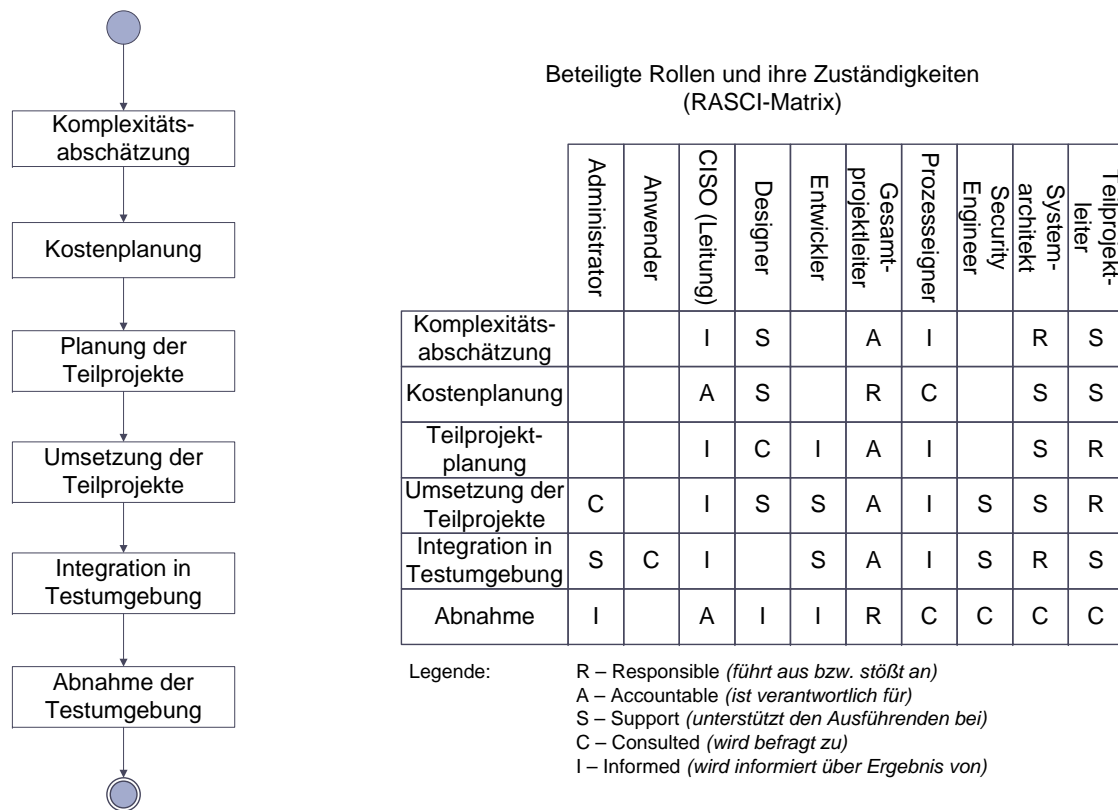 Komplexitäts-
abschätzung
Kostenplanung
Planung der
Teilprojekte
Umsetzung der
Teilprojekte
Integration in
Testumgebung
Abnahme der
Testumgebung
Beteiligte Rollen und ihre Zuständigkeiten
(RASCI-Matrix)
Administrator
Anwender
CISO (Leitung)
Designer
Entwickler
Gesamt-
projektleiter
Prozesseigner
Security
Engineer
System-
architekt
Teilprojekt-
leiter
Komplexitäts-
abschätzung
I S A I R S
Kostenplanung A S R C S S
Teilprojekt-
planung
I C I A I S R
Umsetzung der
Teilprojekte
C I S S A I S S R
Integration in
Testumgebung
S C I S A I S R S
Abnahme I A I I R C C C C
Legende:
R – Responsible (führt aus bzw. stößt an)
A – Accountable (ist verantwortlich für)
S – Support (unterstützt den Ausführenden bei)
C – Consulted (wird befragt zu)
I – Informed (wird informiert über Ergebnis von)